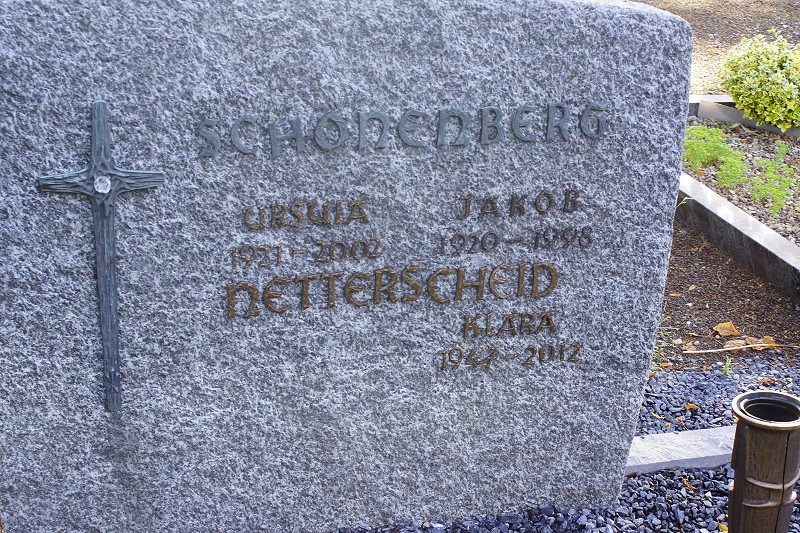 SCHÖNENBERG
URSULA JAKOB
1921-2002 1920-1998
NETTERSCHEID
KLARA
1947-2012